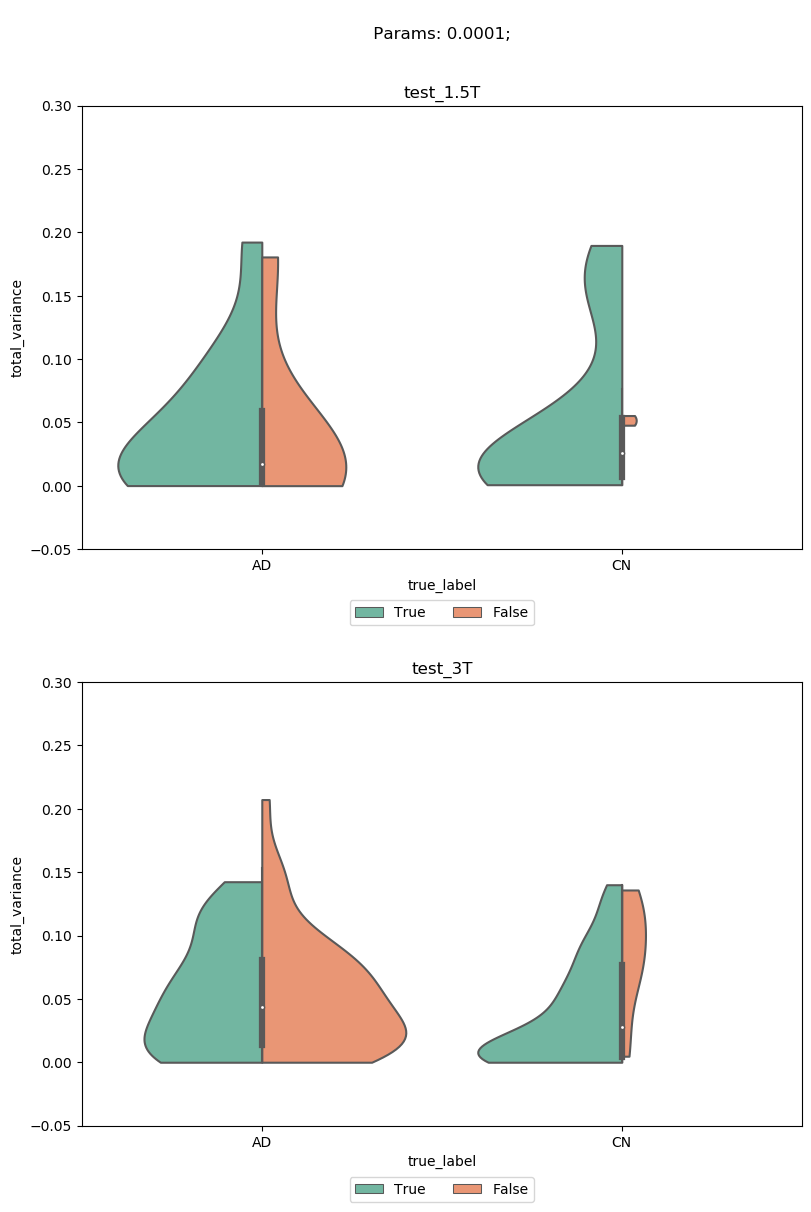 Params: 0.0001;
test_1.5T
0.30
0.25
0.20
0.15
0.10
0.05
0.00
−0.05
total_variance
AD CN
true_label
True False
test_3T
0.30
0.25
0.20
0.15
0.10
0.05
0.00
−0.05
total_variance
AD CN
true_label
True False